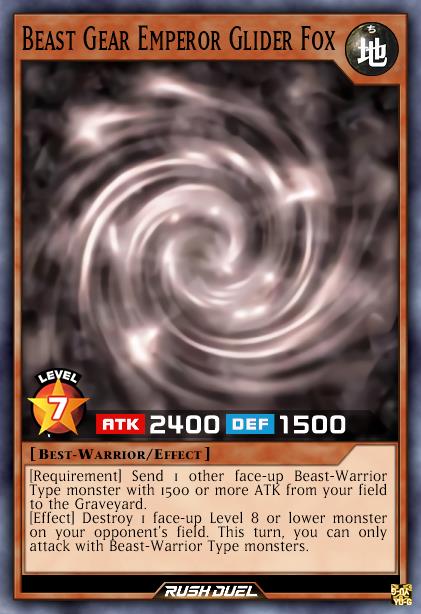 Beast Gear Emperor Glider Fox
ち
地
LEVEL
7
ATK 2400 DEF 1500
[Best-Warrior/Effect]
[Requirement] Send 1 other face-up Beast-Warrior
Type monster with 1500 or more ATK from your field
to the Graveyard.
[Effect] Destroy 1 face-up Level 8 or lower monster
on your opponent's field. This turn, you can only
attack with Beast-Warrior Type monsters.
RUSH DUEL